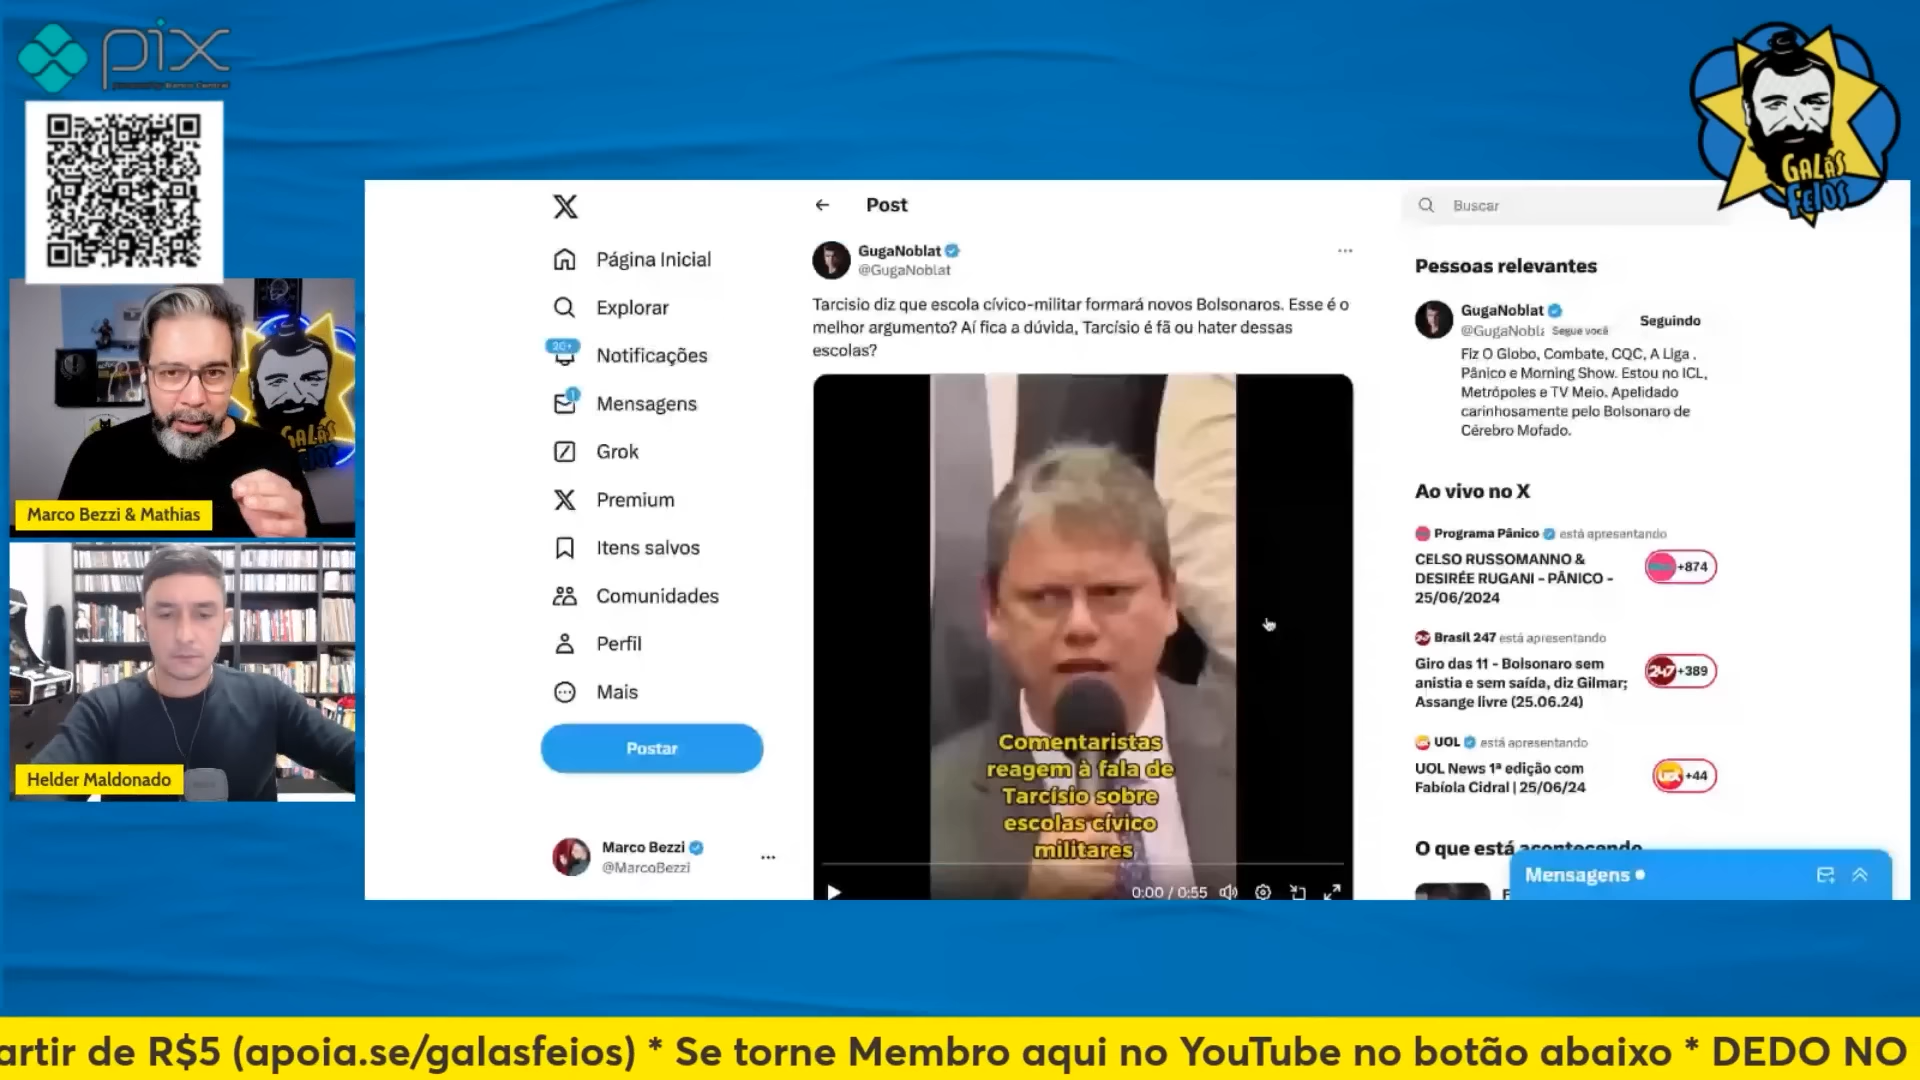 pix
GALÃS
FEIOS
Marco Bezzi & Mathias
Helder Maldonado
X
Página Inicial
Explorar
20+
Notificações
1
Mensagens
Grok
Premium
Itens salvos
Comunidades
Perfil
Mais
Postar
Marco Bezzi
@MarcoBezzi
Post
GugaNoblat
@GugaNoblat
Tarcisio diz que escola cívico-militar formará novos Bolsonaros. Esse é o
melhor argumento? Aí fica a dúvida, Tarcísio é fã ou hater dessas
escolas?
Comentaristas
reagem à fala de
Tarcísio sobre
escolas cívico
militares
0:00 / 0:55
Buscar
Pessoas relevantes
GugaNoblat
@GugaNobl Segue você
Seguindo
Fiz O Globo, Combate, CQC, A Liga ,
Pânico e Morning Show. Estou no ICL,
Metrópoles e TV Meio. Apelidado
carinhosamente pelo Bolsonaro de
Cérebro Mofado.
Ao vivo no X
Programa Pânico está apresentando
CELSO RUSSOMANNO &
DESIRÉE RUGANI - PÂNICO -
25/06/2024
+874
Brasil 247 está apresentando
Giro das 11 - Bolsonaro sem
anistia e sem saída, diz Gilmar;
Assange livre (25.06.24)
247 +389
UOL está apresentando
UOL News 1ª edição com
Fabíola Cidral | 25/06/24
+44
O que está acontecendo
Mensagens
artir de R$5 (apoia.se/galasfeios) * Se torne Membro aqui no YouTube no botão abaixo * DEDO NO